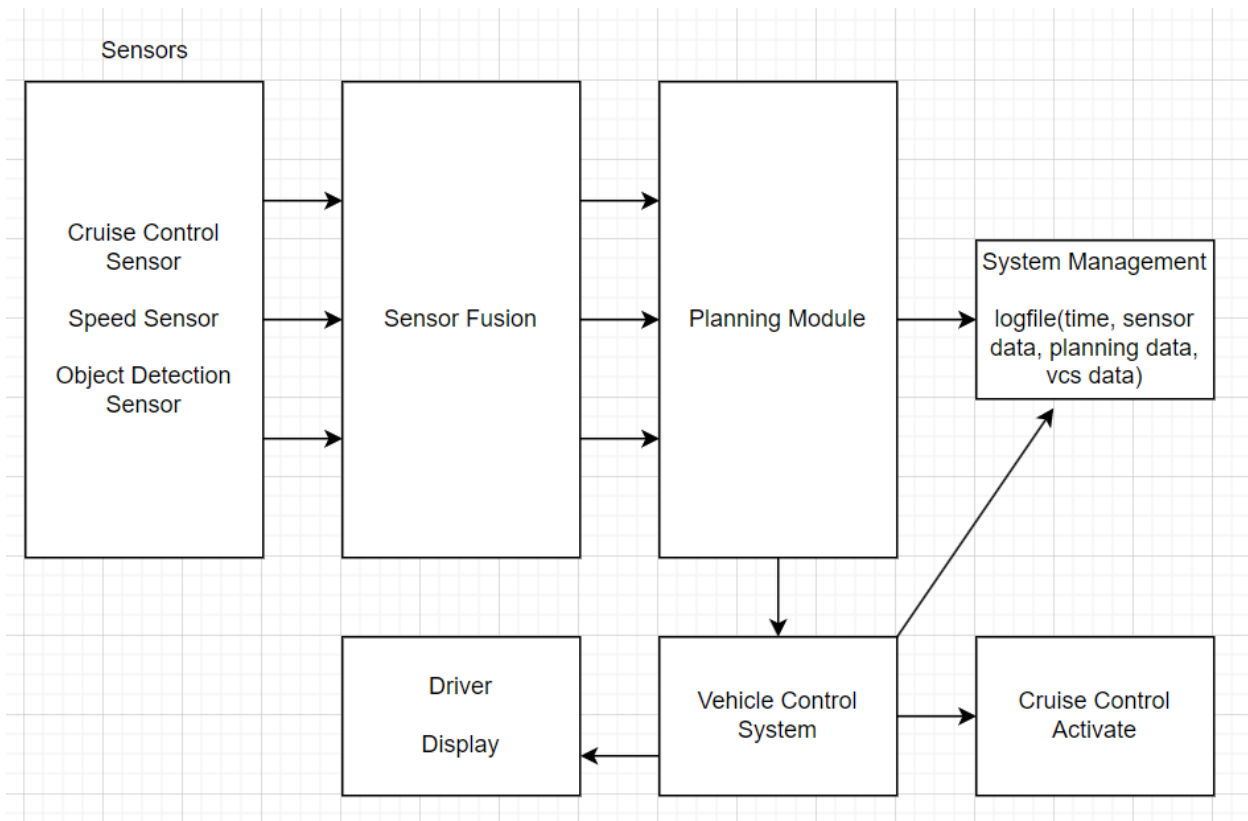 Sensors
Cruise Control
Sensor
Speed Sensor
Object Detection
Sensor
Sensor Fusion
Planning Module
System Management
logfile(time, sensor
data, planning data,
vcs data)
Driver
Display
Vehicle Control
System
Cruise Control
Activate